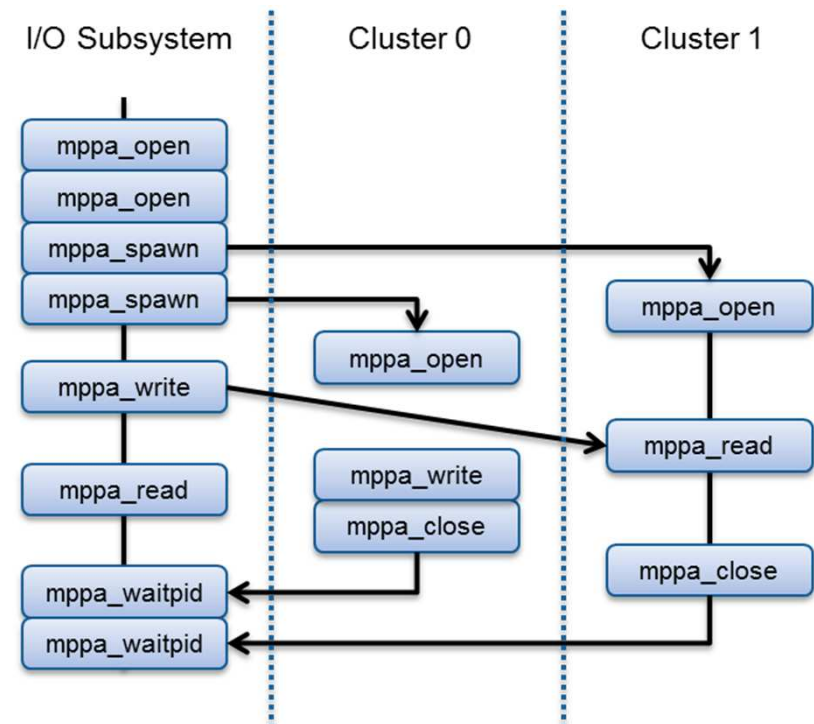 I/O Subsystem
Cluster 0
Cluster 1
mppa_open
mppa_open
mppa_spawn
mppa_spawn
mppa_write
mppa_read
mppa_waitpid
mppa_waitpid
mppa_open
mppa_write
mppa_close
mppa_open
mppa_read
mppa_close